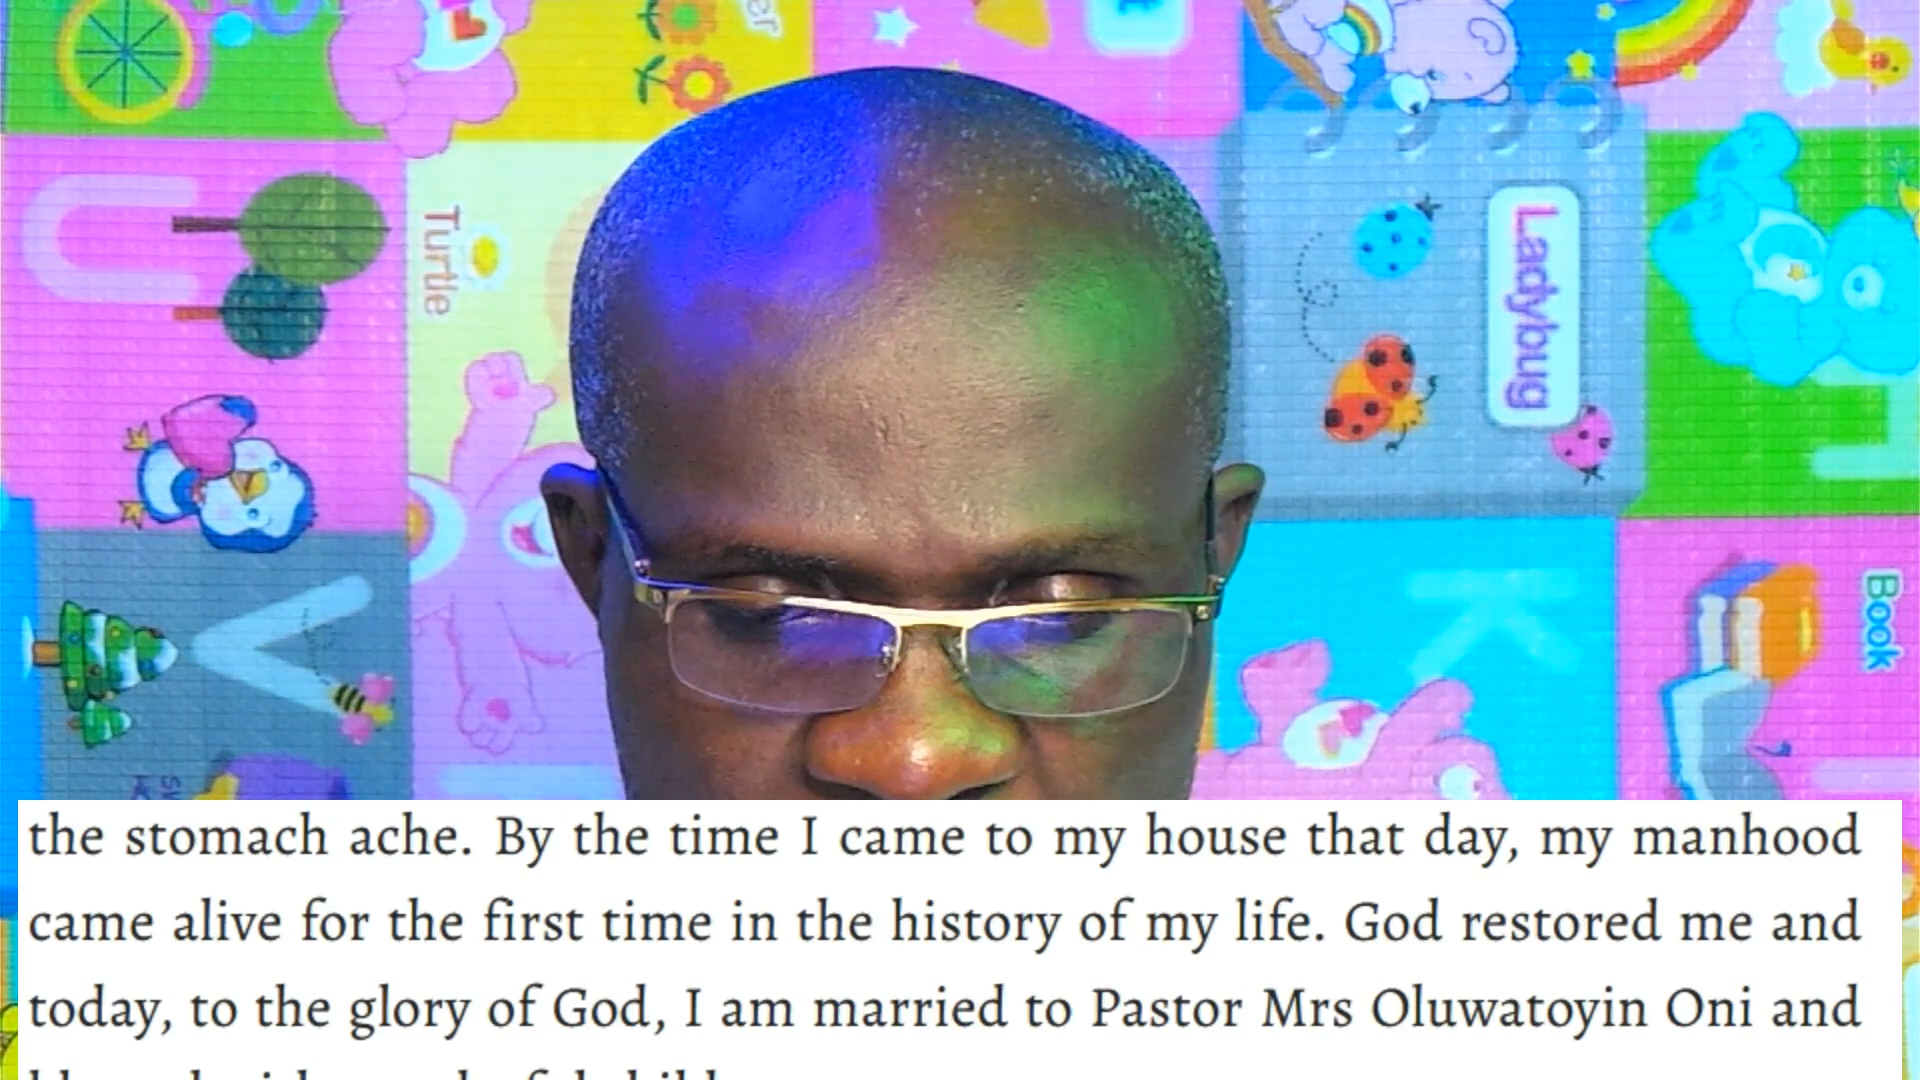 er
Turtle
Ladybug
Book
U
V
K
the stomach ache. By the time I came to my house that day, my manhood
came alive for the first time in the history of my life. God restored me and
today, to the glory of God, I am married to Pastor Mrs Oluwatoyin Oni and